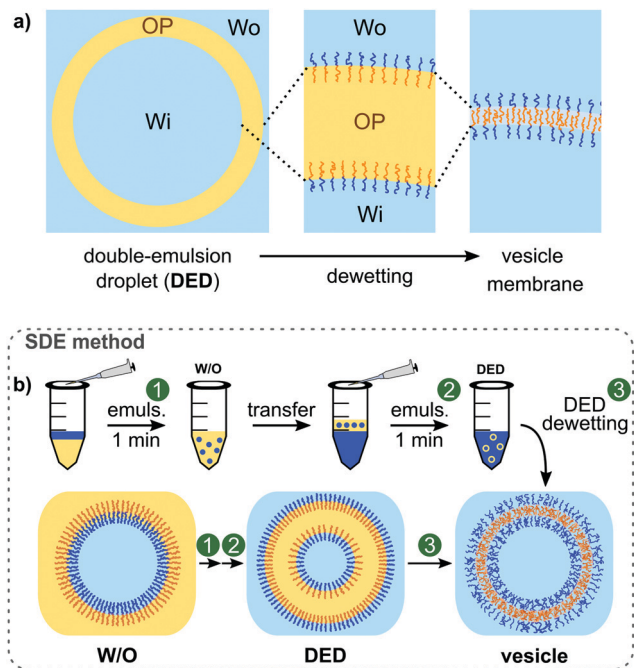 a)
OP
Wo
Wi
Wo
OP
Wi
double-emulsion
droplet (DED)
dewetting
vesicle
membrane
SDE method
b)
1
emuls.
1 min
W/O
transfer
2
emuls.
1 min
DED
3
DED
dewetting
1 2
3
W/O
DED
vesicle